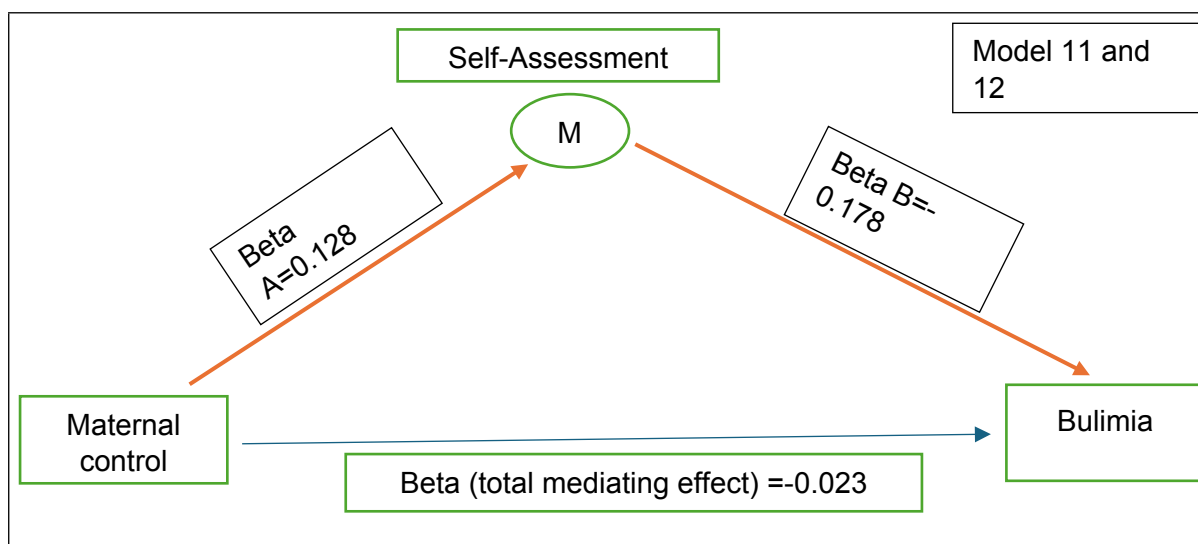 Self-Assessment
Model 11 and
12
M
Beta
A=0.128
Beta B=-
0.178
Maternal
control
Bulimia
Beta (total mediating effect) =-0.023